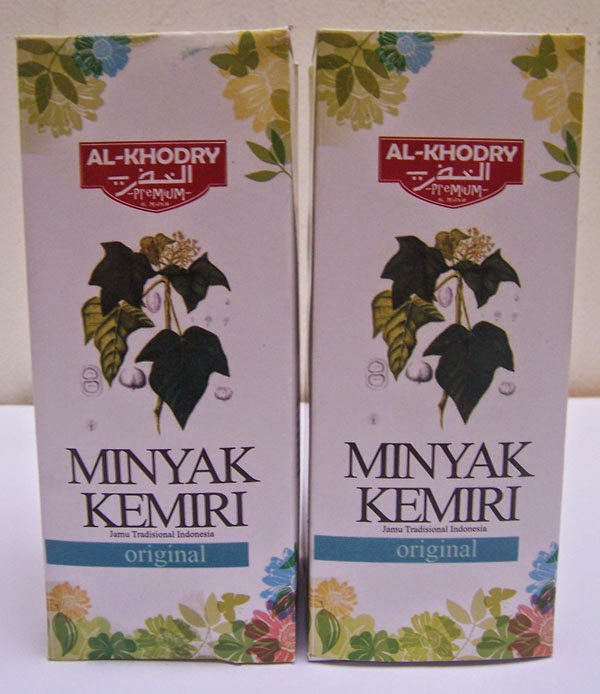 AL-KHODRY
الخضري
-PREMIUM-
MINYAK
KEMIRI
Jamu Tradisional Indonesia
original
AL-KHODRY
الخضري
-PREMIUM-
MINYAK
KEMIRI
Jamu Tradisional Indonesia
original